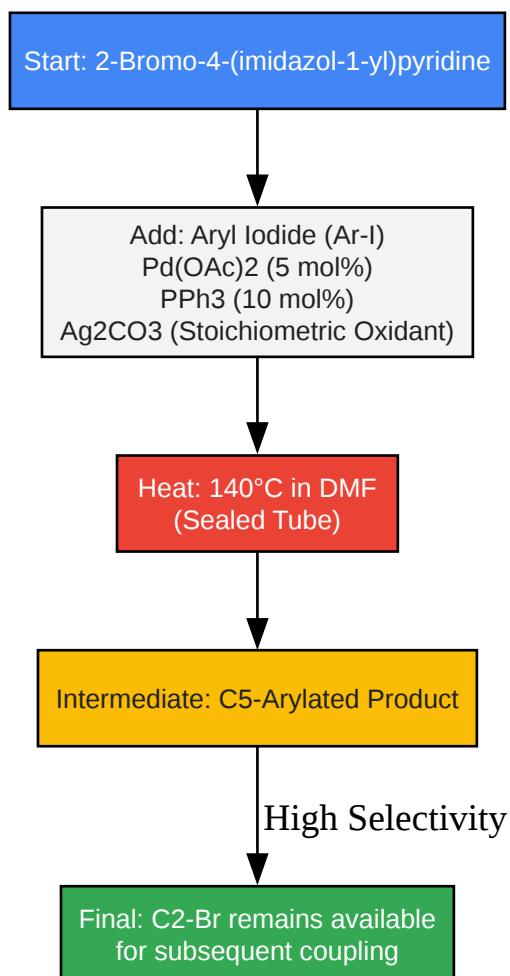 Start: 2-Bromo-4-(imidazol-1-yl)pyridine
Add: Aryl Iodide (Ar-I)
Pd(OAc)2 (5 mol%)
PPh3 (10 mol%)
Ag2CO3 (Stoichiometric Oxidant)
Heat: 140°C in DMF
(Sealed Tube)
Intermediate: C5-Arylated Product
High Selectivity
Final: C2-Br remains available
for subsequent coupling